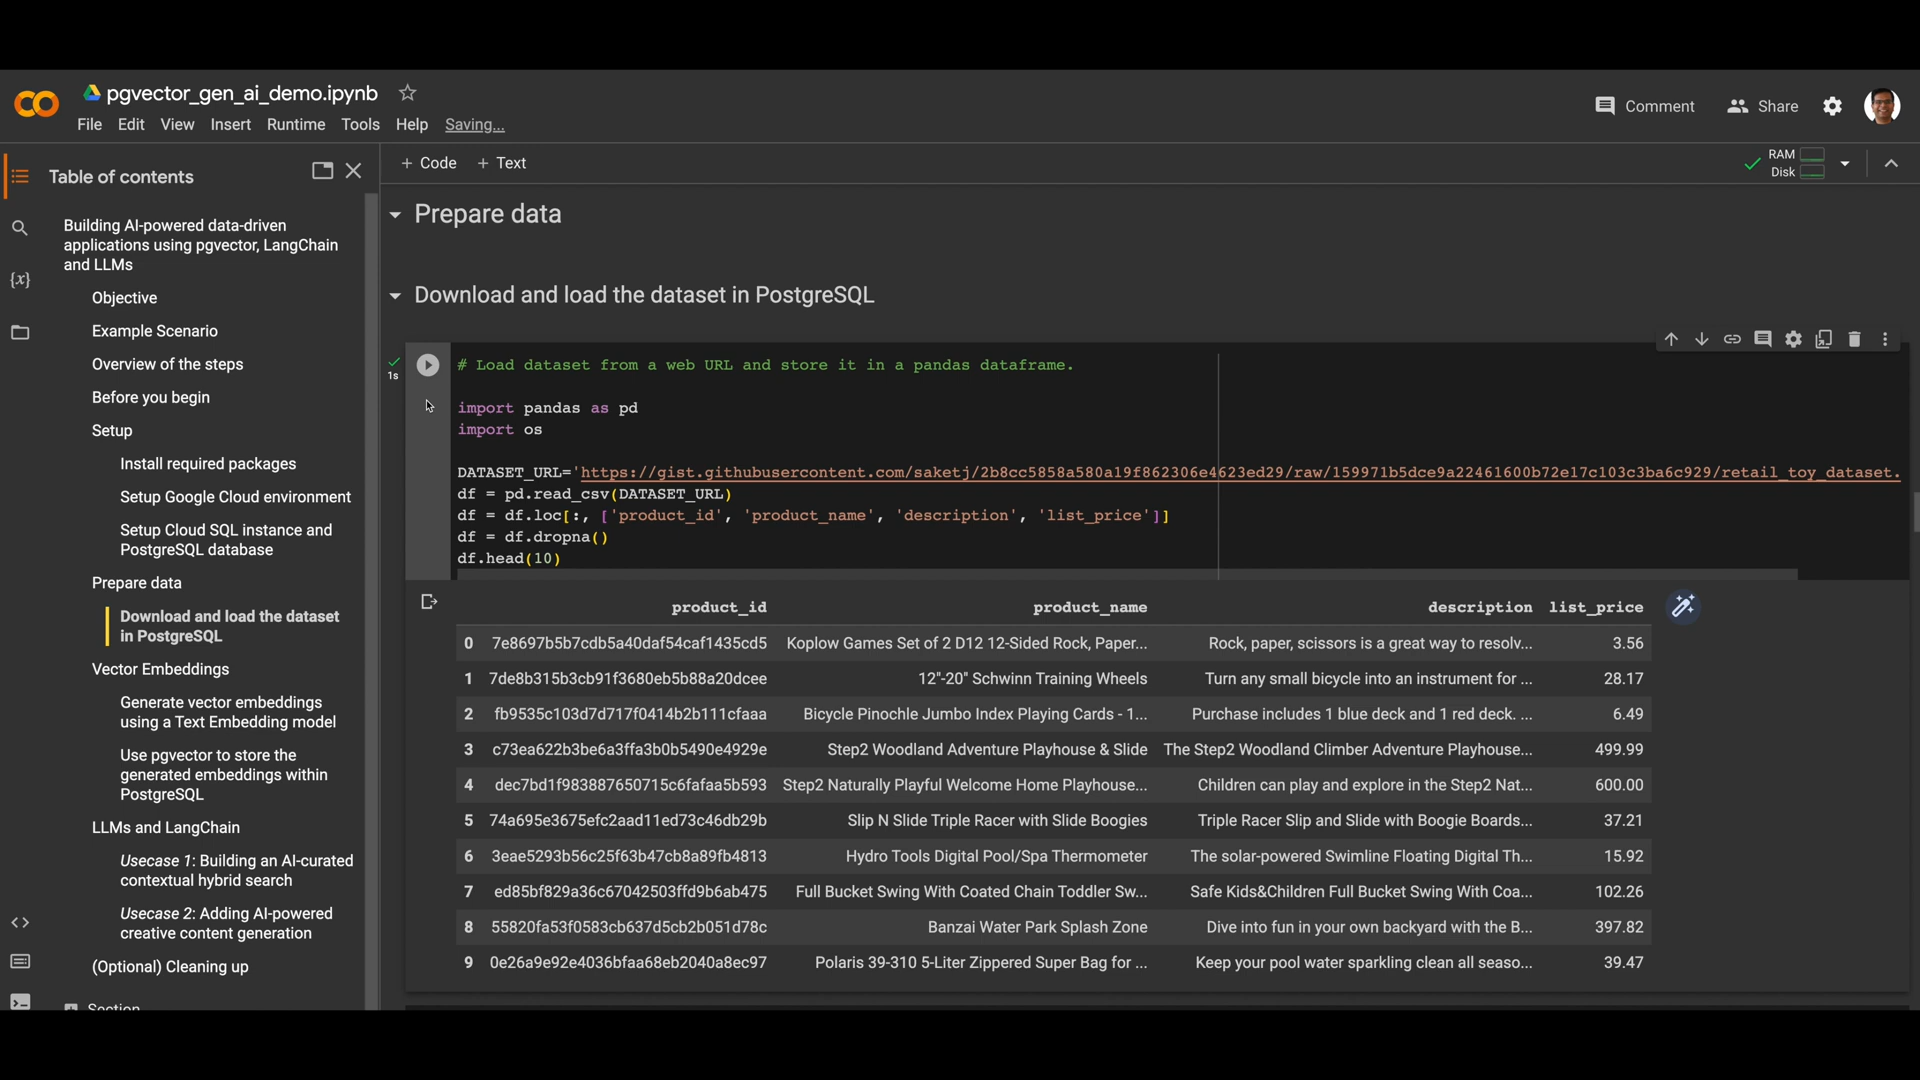 pgvector_gen_ai_demo.ipynb
File Edit View Insert Runtime Tools Help Saving...
Comment Share
Table of contents
+ Code + Text
RAM
Disk
Building AI-powered data-driven
applications using pgvector, LangChain
and LLMs
Objective
Example Scenario
Overview of the steps
Before you begin
Setup
Install required packages
Setup Google Cloud environment
Setup Cloud SQL instance and
PostgreSQL database
Prepare data
Download and load the dataset
in PostgreSQL
Vector Embeddings
Generate vector embeddings
using a Text Embedding model
Use pgvector to store the
generated embeddings within
PostgreSQL
LLMs and LangChain
Usecase 1: Building an AI-curated
contextual hybrid search
Usecase 2: Adding AI-powered
creative content generation
(Optional) Cleaning up
Section
Prepare data
Download and load the dataset in PostgreSQL
1s
# Load dataset from a web URL and store it in a pandas dataframe.
import pandas as pd
import os
DATASET_URL='https://gist.githubusercontent.com/saketj/2b8cc5858a580a19f862306e4623ed29/raw/159971b5dce9a22461600b72e17c103c3ba6c929/retail_toy_dataset.
df = pd.read_csv(DATASET_URL)
df = df.loc[:, ['product_id', 'product_name', 'description', 'list_price']]
df = df.dropna()
df.head(10)
product_id product_name description list_price
0 7e8697b5b7cdb5a40daf54caf1435cd5 Koplow Games Set of 2 D12 12-Sided Rock, Paper... Rock, paper, scissors is a great way to resolv... 3.56
1 7de8b315b3cb91f3680eb5b88a20dcee 12"-20" Schwinn Training Wheels Turn any small bicycle into an instrument for ... 28.17
2 fb9535c103d7d717f0414b2b111cfaaa Bicycle Pinochle Jumbo Index Playing Cards - 1... Purchase includes 1 blue deck and 1 red deck. ... 6.49
3 c73ea622b3be6a3ffa3b0b5490e4929e Step2 Woodland Adventure Playhouse & Slide The Step2 Woodland Climber Adventure Playhouse... 499.99
4 dec7bd1f983887650715c6fafaa5b593 Step2 Naturally Playful Welcome Home Playhouse... Children can play and explore in the Step2 Nat... 600.00
5 74a695e3675efc2aad11ed73c46db29b Slip N Slide Triple Racer with Slide Boogies Triple Racer Slip and Slide with Boogie Boards... 37.21
6 3eae5293b56c25f63b47cb8a89fb4813 Hydro Tools Digital Pool/Spa Thermometer The solar-powered Swimline Floating Digital Th... 15.92
7 ed85bf829a36c67042503ffd9b6ab475 Full Bucket Swing With Coated Chain Toddler Sw... Safe Kids&Children Full Bucket Swing With Coa... 102.26
8 55820fa53f0583cb637d5cb2b051d78c Banzai Water Park Splash Zone Dive into fun in your own backyard with the B... 397.82
9 0e26a9e92e4036bfaa68eb2040a8ec97 Polaris 39-310 5-Liter Zippered Super Bag for ... Keep your pool water sparkling clean all seaso... 39.47